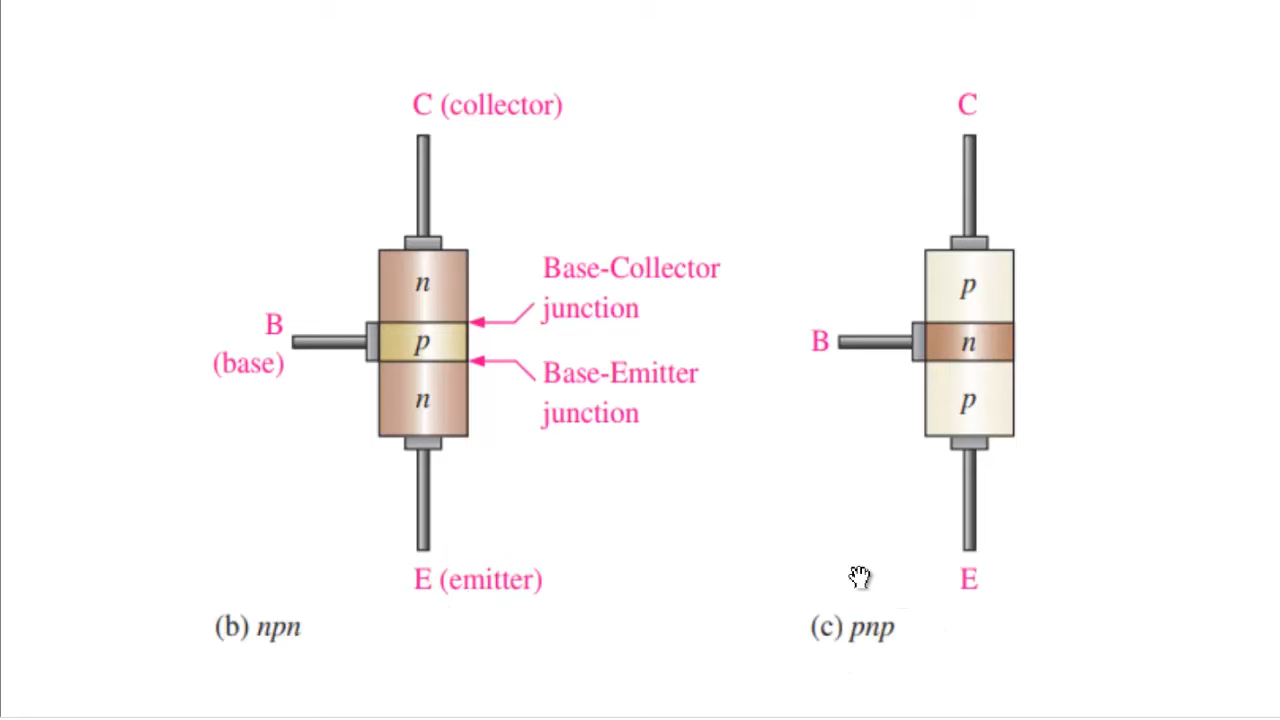 C (collector)
n
Base-Collector
junction
B
(base)
p
Base-Emitter
junction
n
E (emitter)
(b) npn
C
p
B
n
p
E
(c) pnp